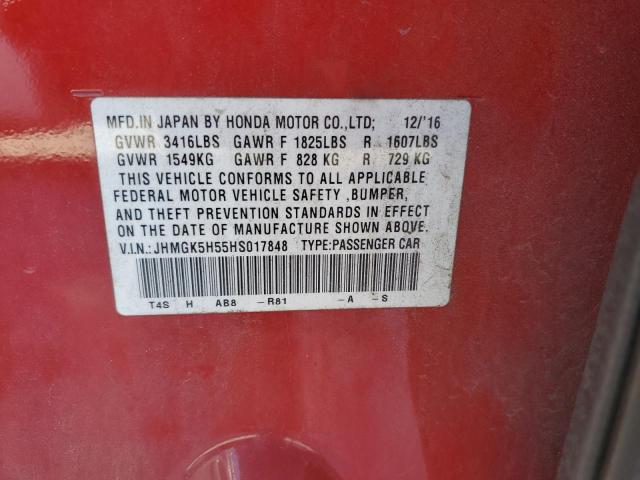 MFD.IN JAPAN BY HONDA MOTOR CO.,LTD; 12/'16
GVWR 3416LBS GAWR F 1825LBS R 1607LBS
GVWR 1549KG GAWR F 828 KG R 729 KG
THIS VEHICLE CONFORMS TO ALL APPLICABLE
FEDERAL MOTOR VEHICLE SAFETY ,BUMPER,
AND THEFT PREVENTION STANDARDS IN EFFECT
ON THE DATE OF MANUFACTURE SHOWN ABOVE.
V.I.N.:JHMGK5H55HS017848 TYPE:PASSENGER CAR
T4S H AB8 -R81 -A -S